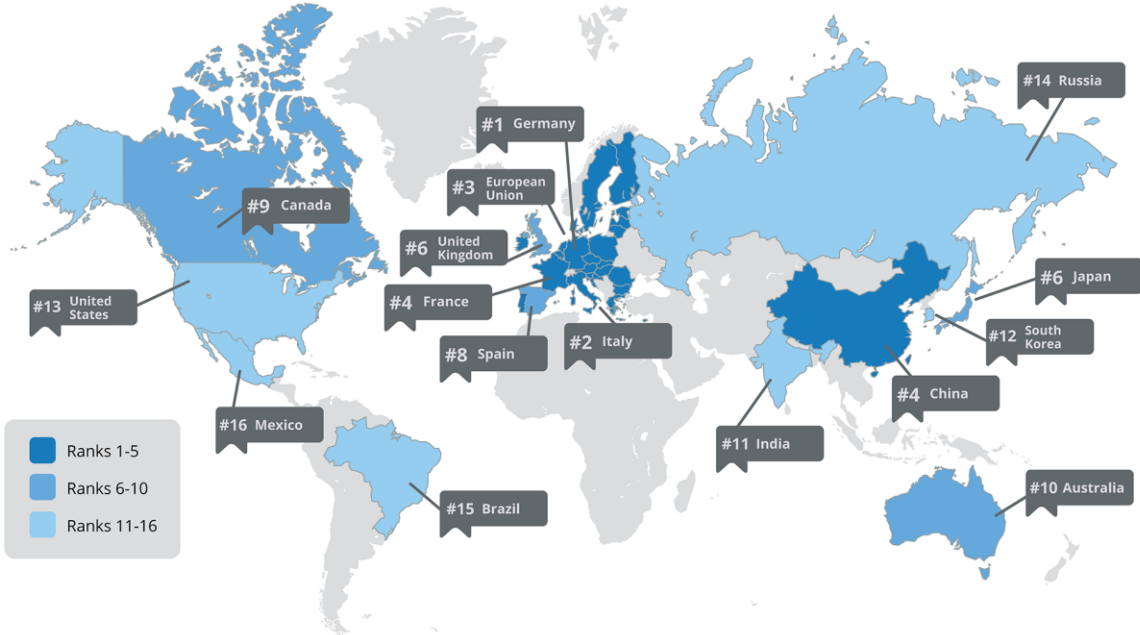 #14 Russia
#1 Germany
#3 European
Union
#9 Canada
#6 United
Kingdom
#6 Japan
#13 United
States
#4 France
#12 South
Korea
#8 Spain
#2 Italy
#4 China
#16 Mexico
#11 India
#15 Brazil
#10 Australia
Ranks 1-5
Ranks 6-10
Ranks 11-16